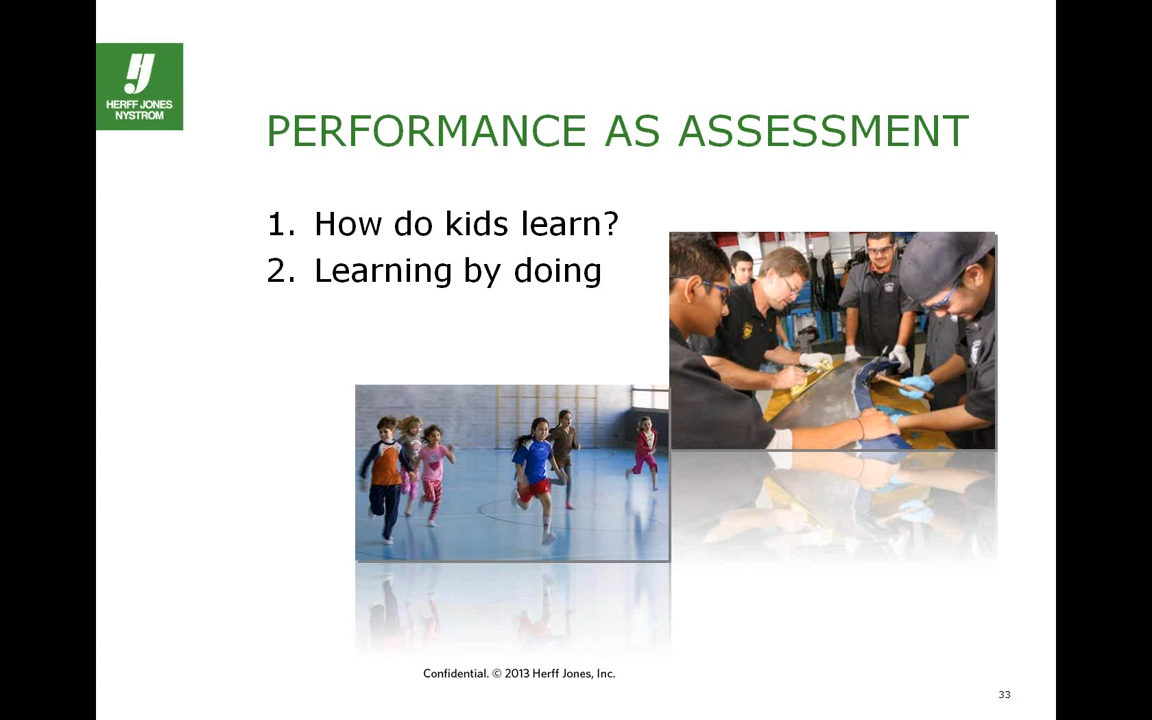 HERFF JONES
NYSTROM
PERFORMANCE AS ASSESSMENT
1. How do kids learn?
2. Learning by doing
Confidential. © 2013 Herff Jones, Inc.
33